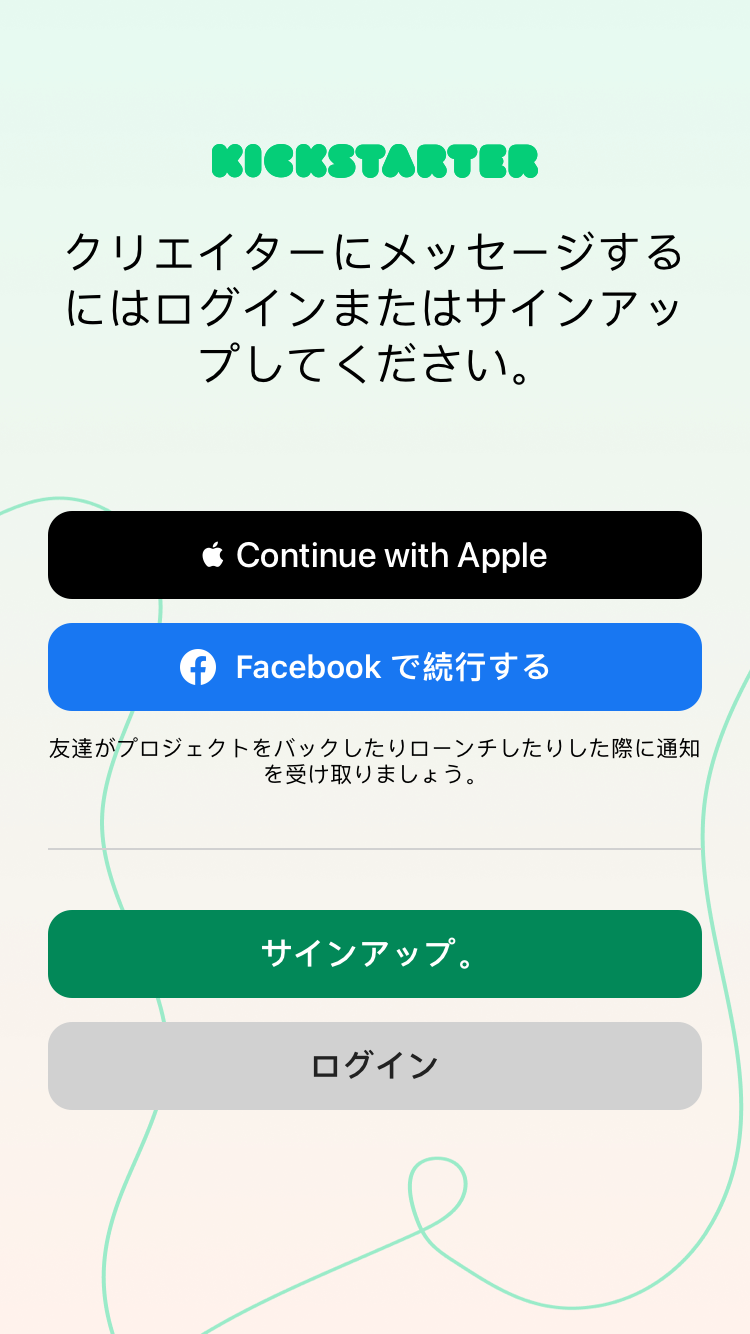 KICKSTARTER
クリエイターにメッセージする
にはログインまたはサインアッ
プしてください。
Continue with Apple
Facebook で続行する
友達がプロジェクトをバックしたりローンチしたりした際に通知
を受け取りましょう。
サインアップ。
ログイン